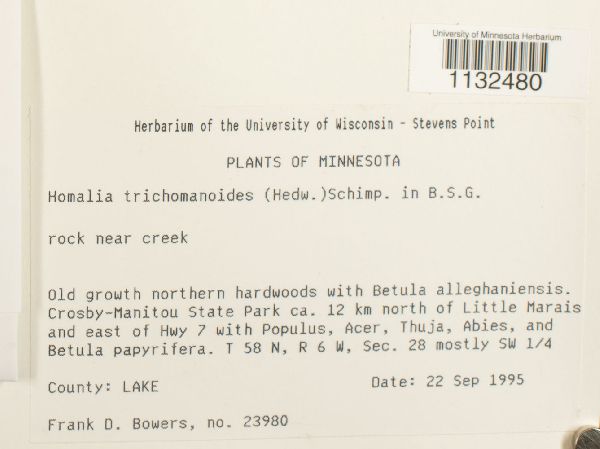 University of Minnesota Herbarium
1132480
Herbarium of the University of Wisconsin - Stevens Point
PLANTS OF MINNESOTA
Homalia trichomanoides (Hedw.)Schimp. in B.S.G.
rock near creek
Old growth northern hardwoods with Betula alleghaniensis.
Crosby-Manitou State Park ca. 12 km north of Little Marais
and east of Hwy 7 with Populus, Acer, Thuja, Abies, and
Betula papyrifera. T 58 N, R 6 W, Sec. 28 mostly SW 1/4
County: LAKE Date: 22 Sep 1995
Frank D. Bowers, no. 23980